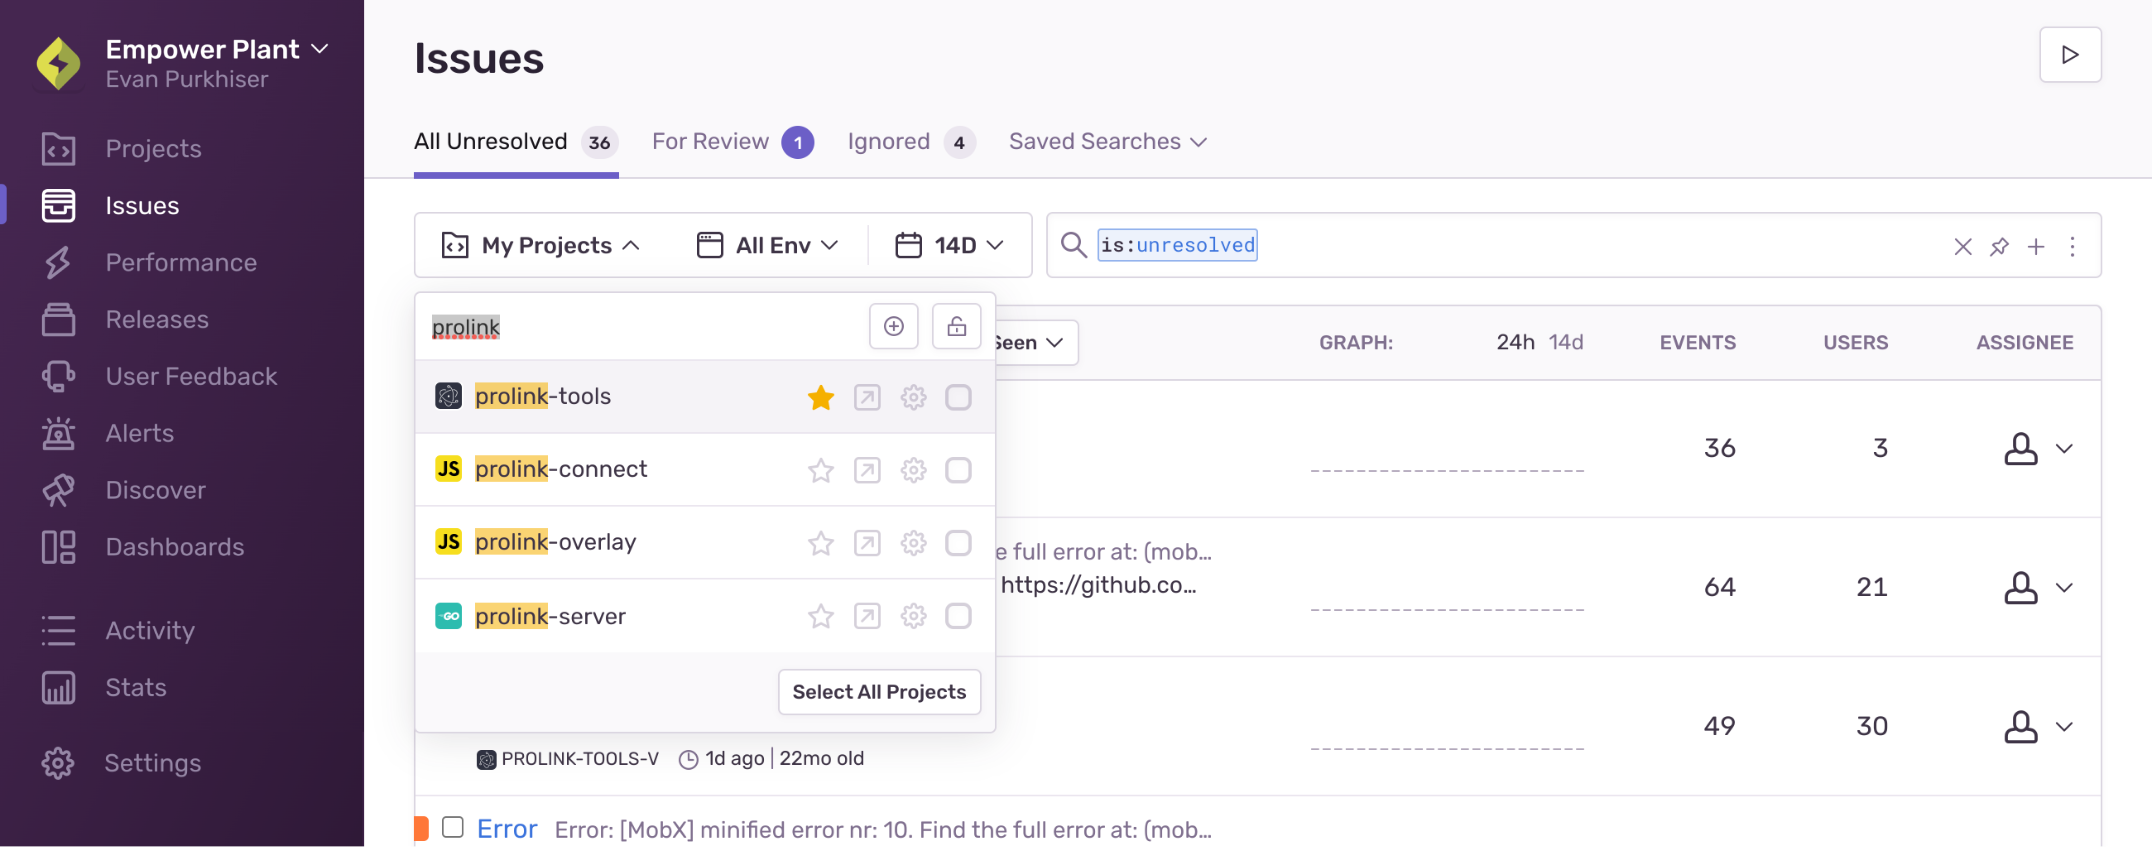 Empower Plant
Evan Purkhiser
Projects
Issues
Performance
Releases
User Feedback
Alerts
Discover
Dashboards
Activity
Stats
Settings
Issues
All Unresolved 36 For Review 1 Ignored 4 Saved Searches
My Projects All Env 14D is:unresolved
prolink
Seen GRAPH: 24h 14d EVENTS USERS ASSIGNEE
prolink-tools
JS prolink-connect
JS prolink-overlay
GO prolink-server
Select All Projects
36 3
e full error at: (mob...
https://github.co...
64 21
49 30
PROLINK-TOOLS-V 1d ago | 22mo old
Error Error: [MobX] minified error nr: 10. Find the full error at: (mob...